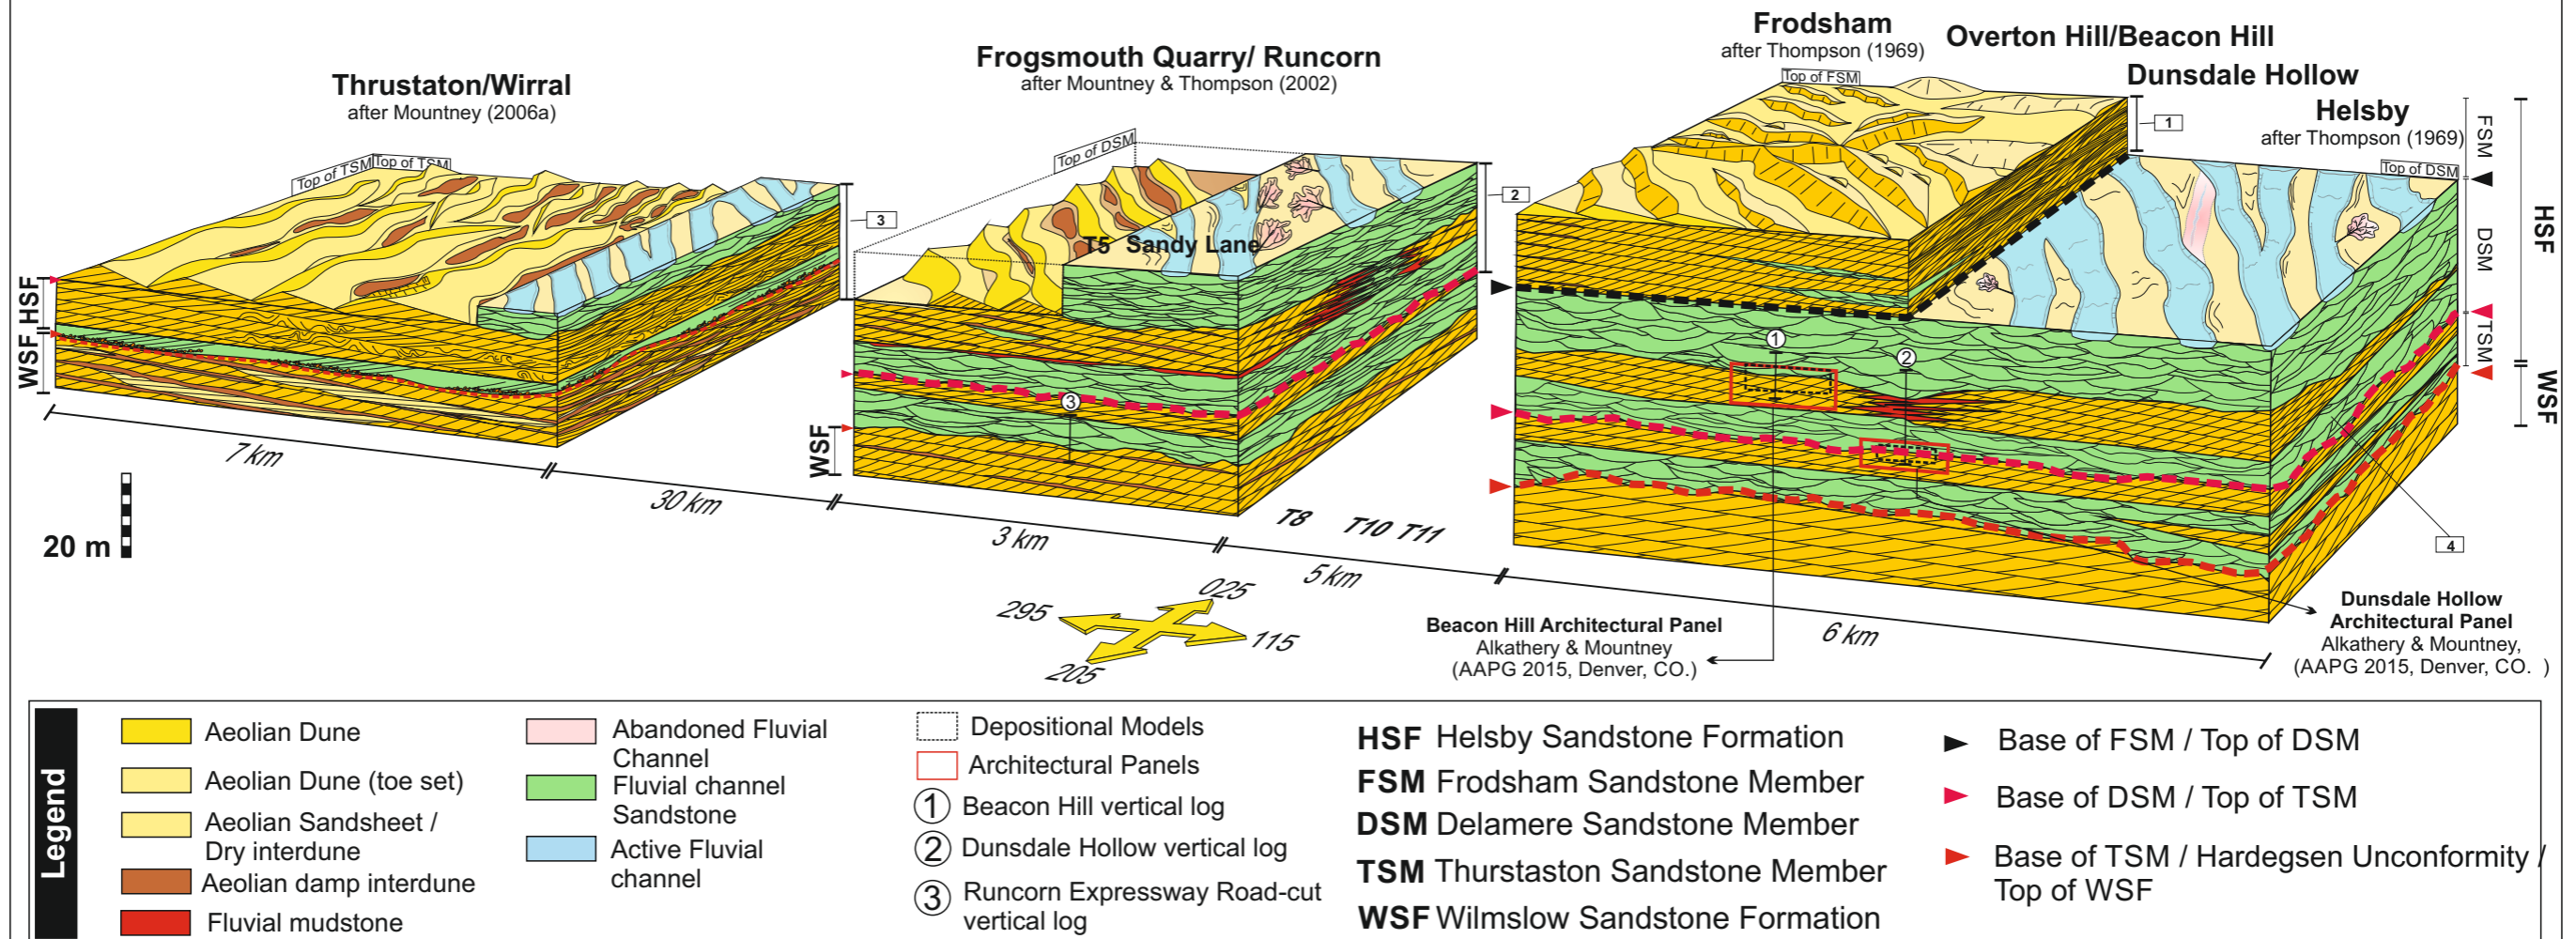 Thrustaton/Wirral
after Mountney (2006a)
Frogsmouth Quarry/ Runcorn
after Mountney & Thompson (2002)
Frodsham
after Thompson (1969)
Overton Hill/Beacon Hill
Dunsdale Hollow
Helsby
after Thompson (1969)
Top of TSM
Top of TSM
Top of DSM
Top of FSM
Top of DSM
1
2
3
4
T5 Sandy Lane
FSM
DSM
TSM
HSF
WSF
HSF
WSF
WSF
1
2
3
7 km
30 km
3 km
5 km
6 km
T8 T10 T11
20 m
295
025
115
205
Beacon Hill Architectural Panel
Alkathery & Mountney
(AAPG 2015, Denver, CO.)
Dunsdale Hollow
Architectural Panel
Alkathery & Mountney,
(AAPG 2015, Denver, CO. )
Legend
Aeolian Dune
Aeolian Dune (toe set)
Aeolian Sandsheet /
Dry interdune
Aeolian damp interdune
Fluvial mudstone
Abandoned Fluvial
Channel
Fluvial channel
Sandstone
Active Fluvial
channel
Depositional Models
Architectural Panels
1 Beacon Hill vertical log
2 Dunsdale Hollow vertical log
3 Runcorn Expressway Road-cut
vertical log
HSF Helsby Sandstone Formation
FSM Frodsham Sandstone Member
DSM Delamere Sandstone Member
TSM Thurstaston Sandstone Member
WSF Wilmslow Sandstone Formation
Base of FSM / Top of DSM
Base of DSM / Top of TSM
Base of TSM / Hardegsen Unconformity /
Top of WSF